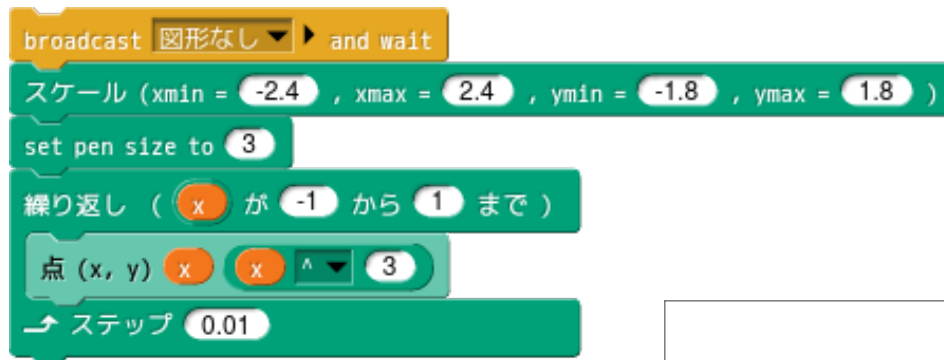 broadcast 図形なし and wait
スケール (xmin = -2.4 , xmax = 2.4 , ymin = -1.8 , ymax = 1.8 )
set pen size to 3
繰り返し ( x が -1 から 1 まで )
点 (x, y) x x ^ 3
ステップ 0.01